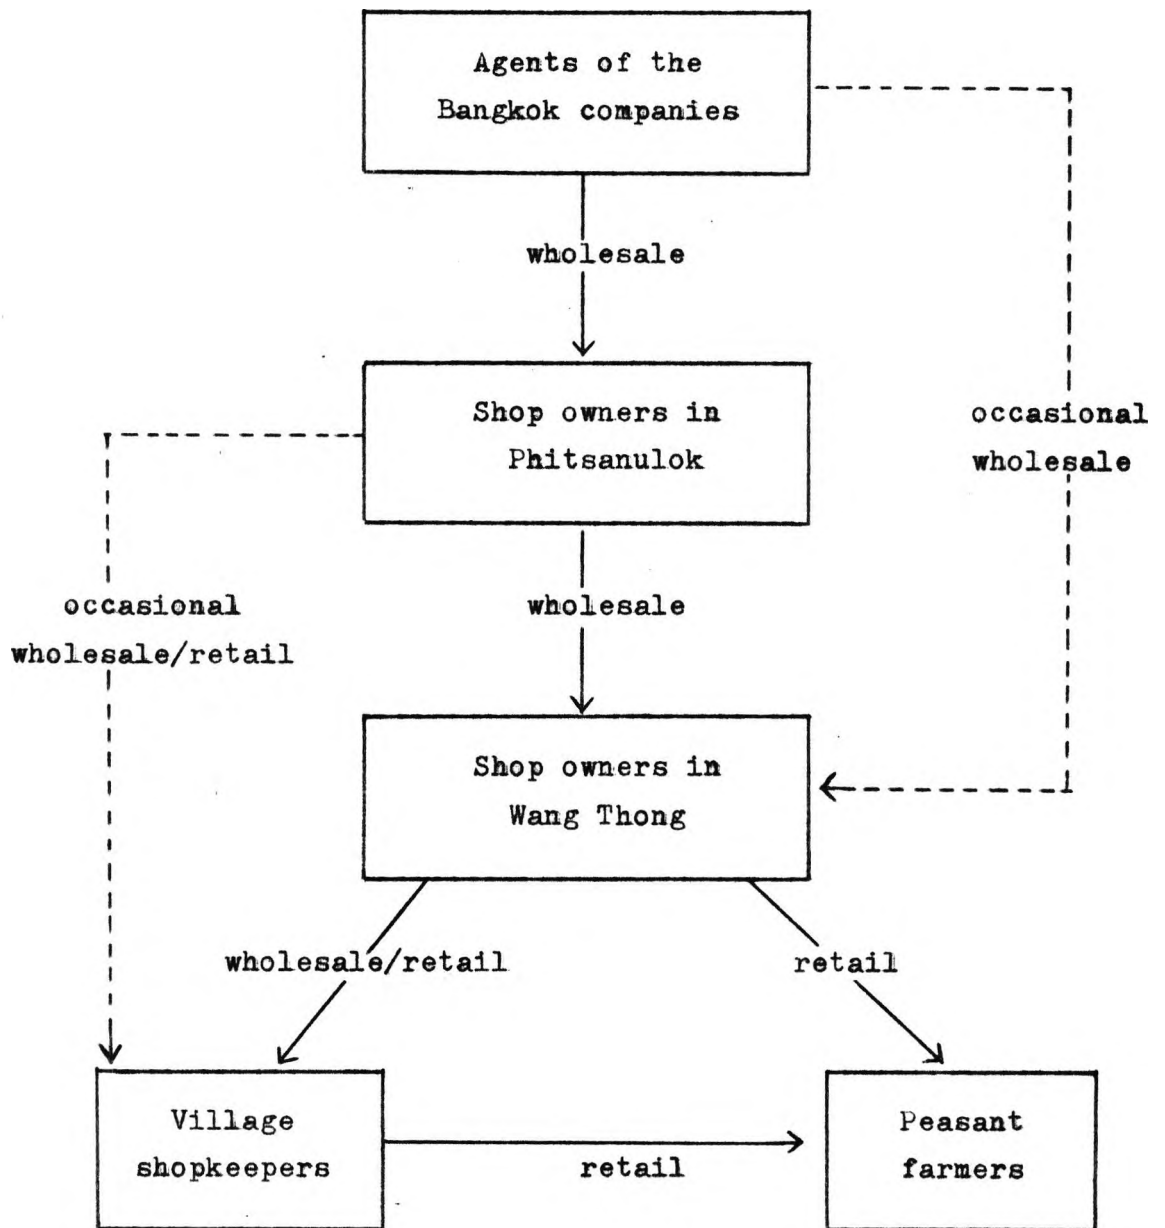 Agents of the
Bangkok companies
wholesale
Shop owners in
Phitsanulok
occasional
wholesale
occasional
wholesale/retail
wholesale
Shop owners in
Wang Thong
wholesale/retail
retail
Village
shopkeepers
retail
Peasant
farmers